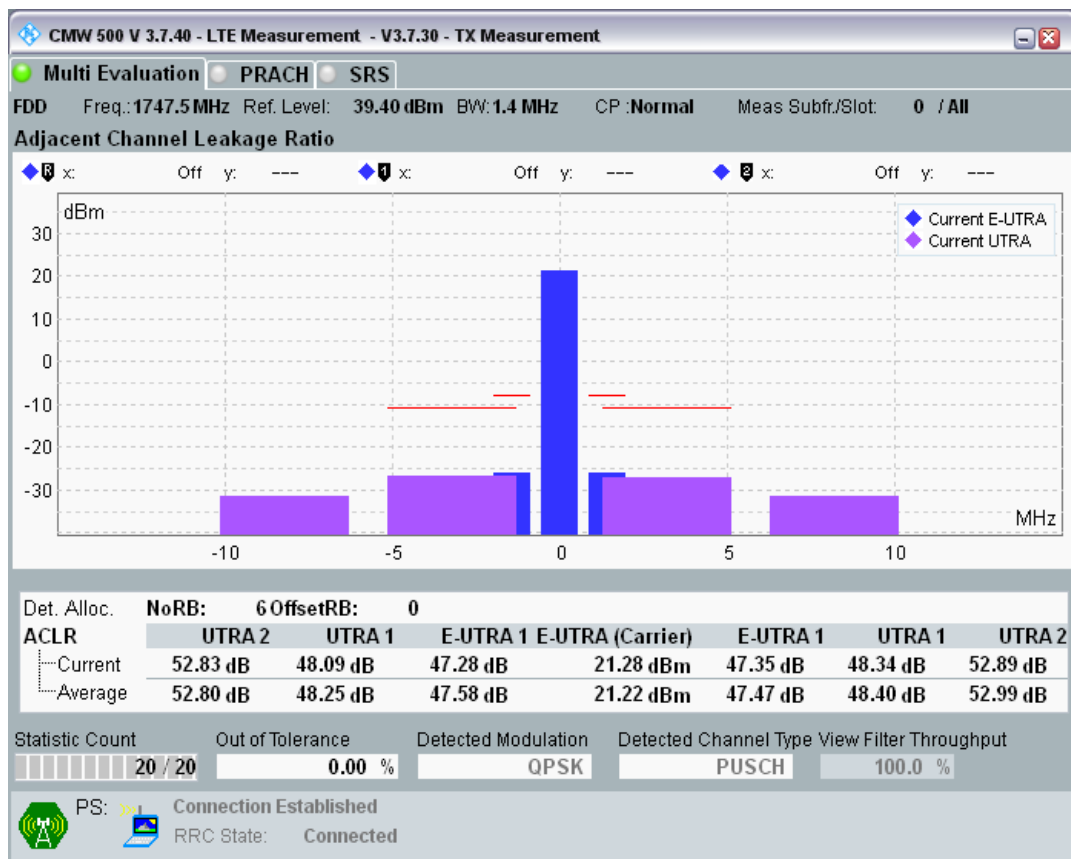 CMW 500 V 3.7.40 - LTE Measurement - V3.7.30 - TX Measurement
Multi Evaluation PRACH SRS
FDD Freq.: 1747.5 MHz Ref. Level: 39.40 dBm BW: 1.4 MHz CP :Normal Meas Subfr./Slot: 0 / All
Adjacent Channel Leakage Ratio
R x: Off y: --- 1 x: Off y: --- 2 x: Off y: ---
dBm
Current E-UTRA
Current UTRA
30
20
10
0
-10
-20
-30
MHz
-10 -5 0 5 10
Det. Alloc. NoRB: 6 OffsetRB: 0
ACLR UTRA 2 UTRA 1 E-UTRA 1 E-UTRA (Carrier) E-UTRA 1 UTRA 1 UTRA 2
Current 52.83 dB 48.09 dB 47.28 dB 21.28 dBm 47.35 dB 48.34 dB 52.89 dB
Average 52.80 dB 48.25 dB 47.58 dB 21.22 dBm 47.47 dB 48.40 dB 52.99 dB
Statistic Count Out of Tolerance Detected Modulation Detected Channel Type View Filter Throughput
20 / 20 0.00 % QPSK PUSCH 100.0 %
PS: Connection Established
RRC State: Connected